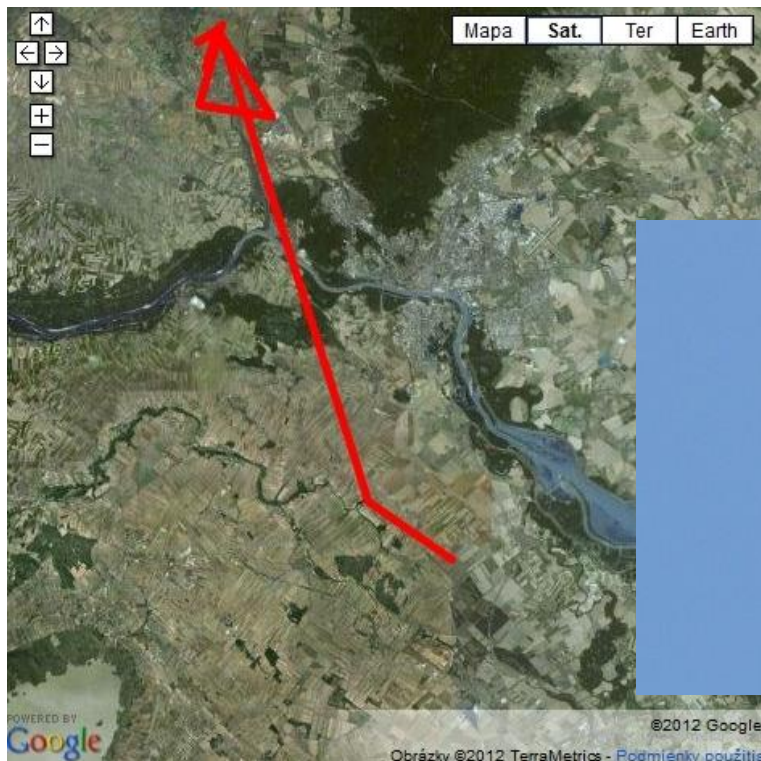 Mapa Sat. Ter Earth
POWERED BY
Google
©2012 Google
Obrázky ©2012 TerraMetrics - Podmienky použitia